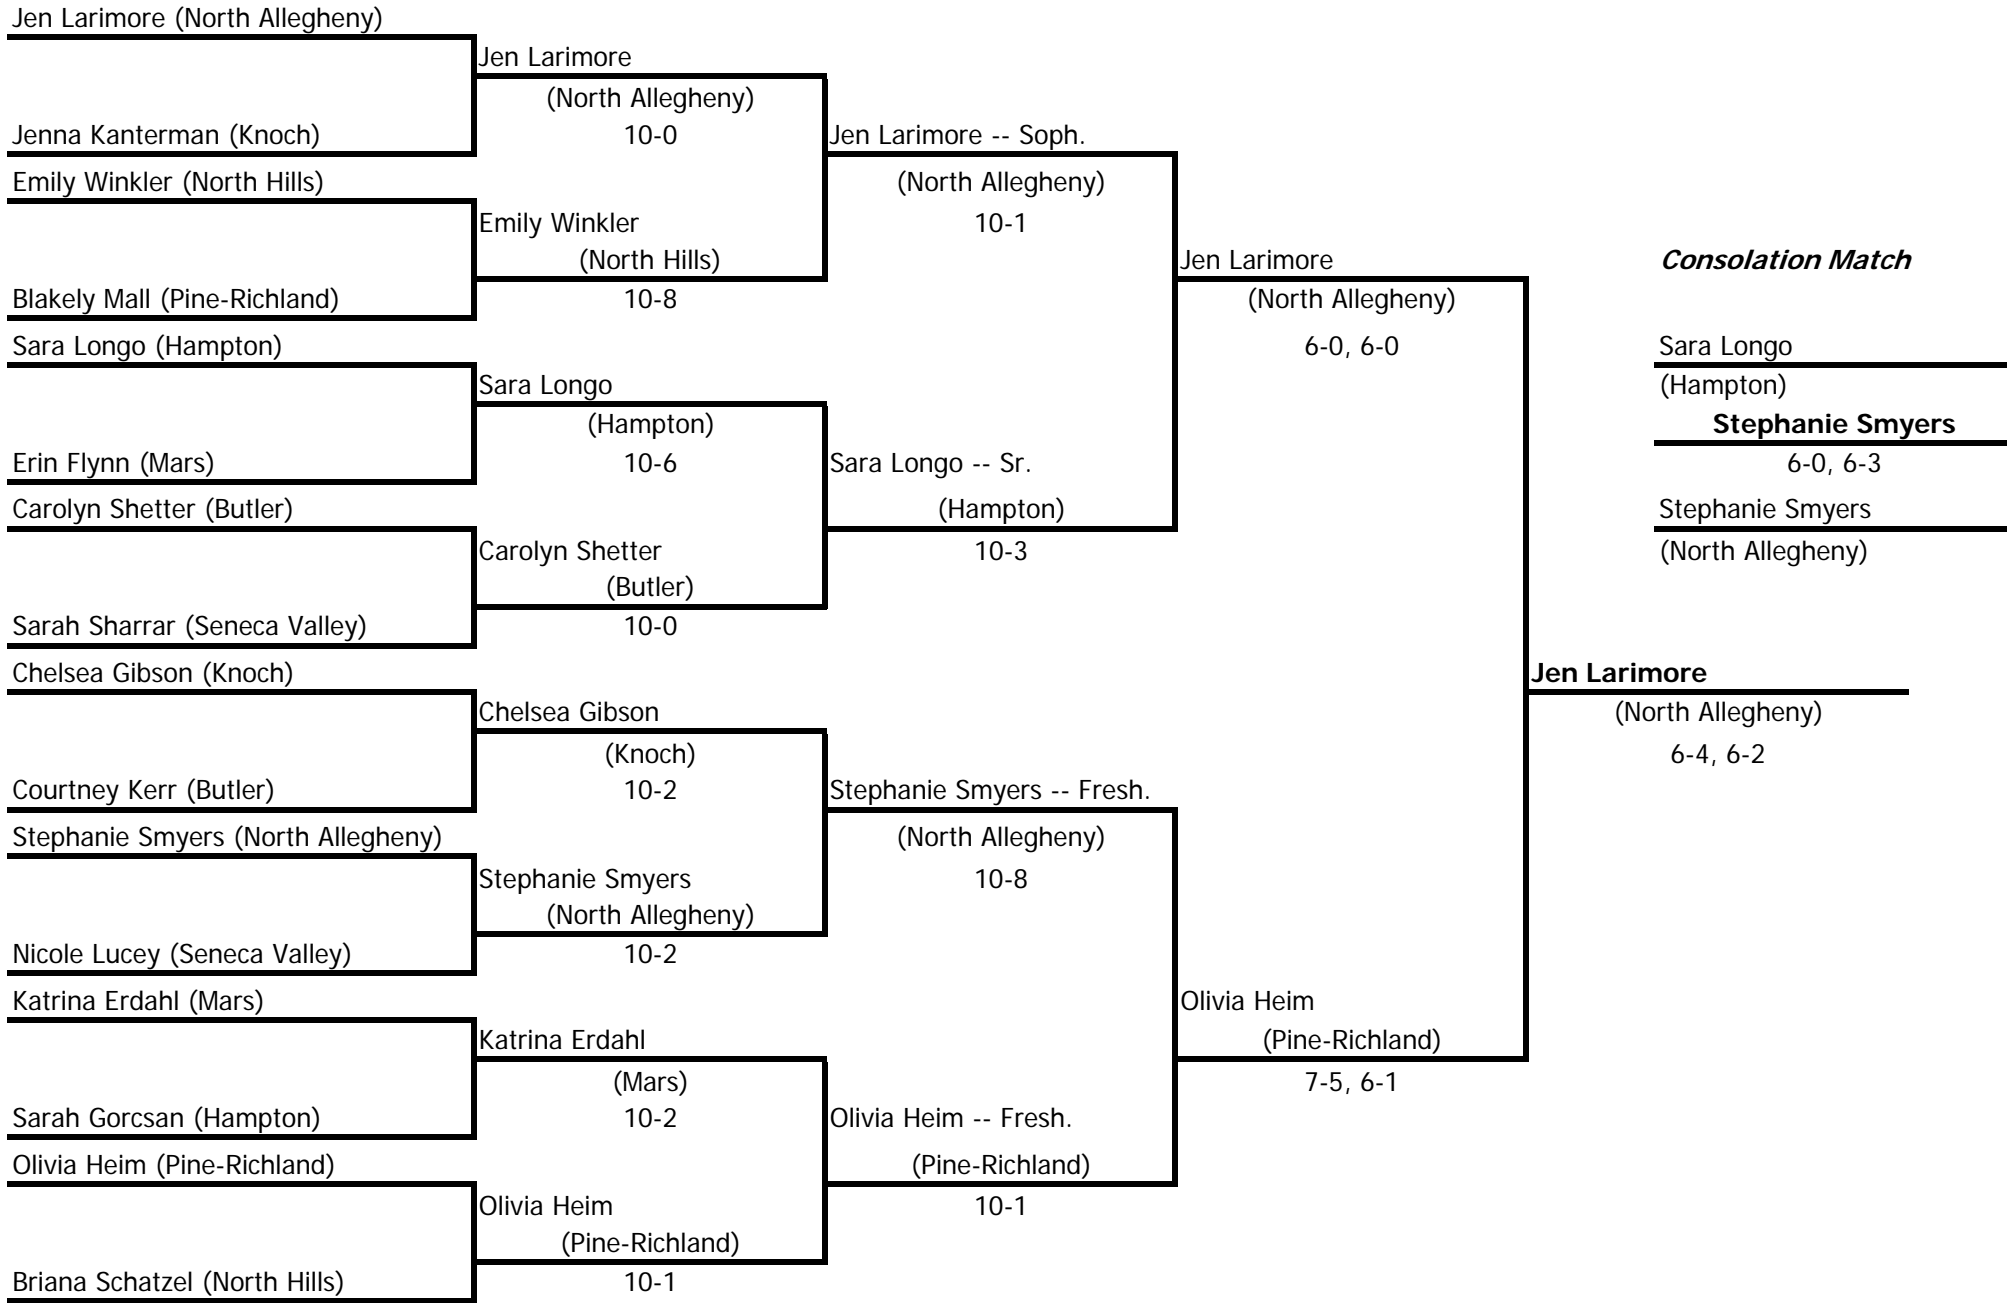 Jen Larimore (North Allegheny)
Jenna Kanterman (Knoch)
Emily Winkler (North Hills)
Blakely Mall (Pine-Richland)
Sara Longo (Hampton)
Erin Flynn (Mars)
Carolyn Shetter (Butler)
Sarah Sharrar (Seneca Valley)
Chelsea Gibson (Knoch)
Courtney Kerr (Butler)
Stephanie Smyers (North Allegheny)
Nicole Lucey (Seneca Valley)
Katrina Erdahl (Mars)
Sarah Gorcsan (Hampton)
Olivia Heim (Pine-Richland)
Briana Schatzel (North Hills)
Jen Larimore
(North Allegheny)
10-0
Emily Winkler
(North Hills)
10-8
Sara Longo
(Hampton)
10-6
Carolyn Shetter
(Butler)
10-0
Chelsea Gibson
(Knoch)
10-2
Stephanie Smyers
(North Allegheny)
10-2
Katrina Erdahl
(Mars)
10-2
Olivia Heim
(Pine-Richland)
10-1
Jen Larimore -- Soph.
(North Allegheny)
10-1
Sara Longo -- Sr.
(Hampton)
10-3
Stephanie Smyers -- Fresh.
(North Allegheny)
10-8
Olivia Heim -- Fresh.
(Pine-Richland)
10-1
Jen Larimore
(North Allegheny)
6-0, 6-0
Olivia Heim
(Pine-Richland)
7-5, 6-1
Jen Larimore
(North Allegheny)
6-4, 6-2
Consolation Match
Sara Longo
(Hampton)
Stephanie Smyers
6-0, 6-3
Stephanie Smyers
(North Allegheny)